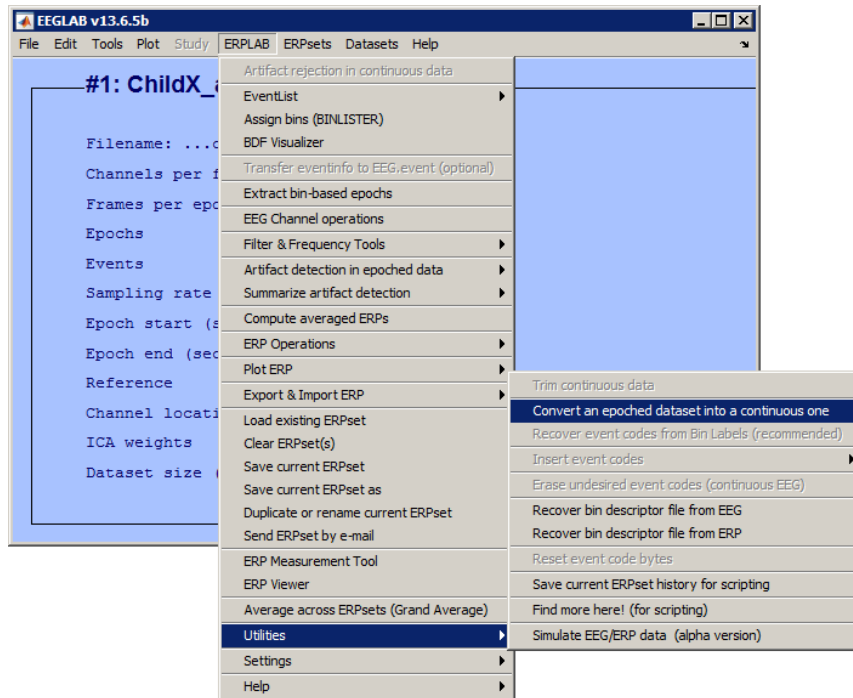 EEGLAB v13.6.5b
File Edit Tools Plot Study ERPLAB ERPsets Datasets Help
#1: ChildX_
Filename: ...
Channels per
Frames per
Epochs
Events
Sampling rate
Epoch start
Epoch end
Reference
Channel
ICA weights
Dataset size
Artifact rejection in continuous data
EventList
Assign bins (BINLISTER)
BDF Visualizer
Transfer eventinfo to EEG.event (optional)
Extract bin-based epochs
EEG Channel operations
Filter & Frequency Tools
Artifact detection in epoched data
Summarize artifact detection
Compute averaged ERPs
ERP Operations
Plot ERP
Export & Import ERP
Load existing ERPset
Clear ERPset(s)
Save current ERPset
Save current ERPset as
Duplicate or rename current ERPset
Send ERPset by e-mail
ERP Measurement Tool
ERP Viewer
Average across ERPsets (Grand Average)
Utilities
Settings
Help
Trim continuous data
Convert an epoched dataset into a continuous one
Recover event codes from Bin Labels (recommended)
Insert event codes
Erase undesired event codes (continuous EEG)
Recover bin descriptor file from EEG
Recover bin descriptor file from ERP
Reset event code bytes
Save current ERPset history for scripting
Find more here! (for scripting)
Simulate EEG/ERP data (alpha version)